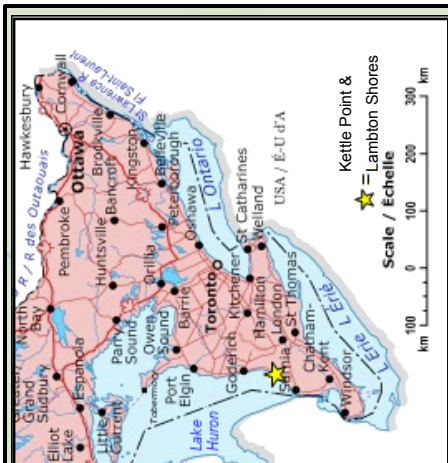 Hawkesbury
R / R des Outaouais
Ottawa
Cornwall
St Lawrence R
Fl Saint-Laurent
Pembroke
North
Bay
Grand
Sudbury
Espanola
Elliot
Lake
Little
Current
Huntsville
Bancroft
Brockville
Kingston
Parry
Sound
Orillia
Peterborough
Belleville
Owen
Sound
Barrie
Oshawa
Tobermory
Port
Elgin
Toronto
L Ontario
Lake
Huron
Goderich
Kitchener
St Catharines
Hamilton
Welland
London
USA / É-U d'A
Sarnia
St Thomas
Chatham-
Kent
Windsor
L Erie
L Érie
Kettle Point &
= Lambton Shores
Scale / Échelle
100 0 100 200 300
km km